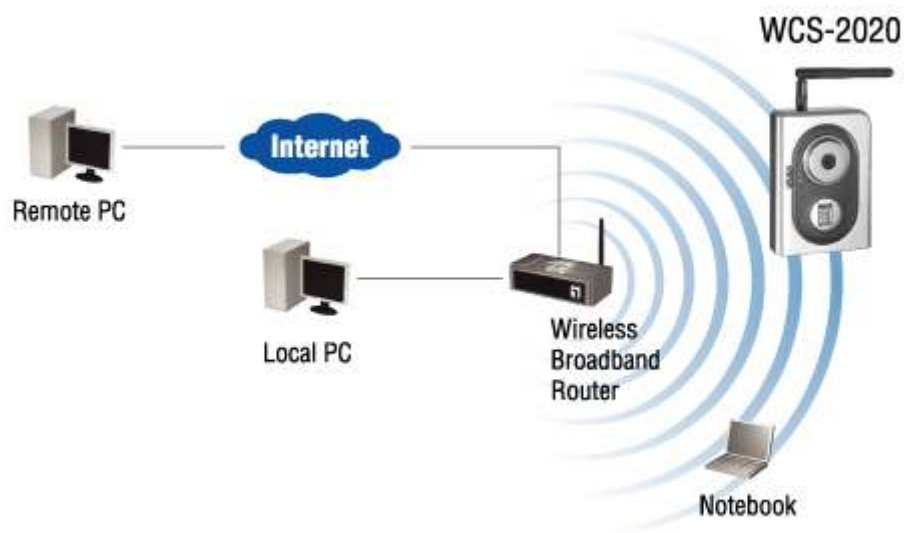 WCS-2020
Internet
Remote PC
Local PC
Wireless
Broadband
Router
Notebook